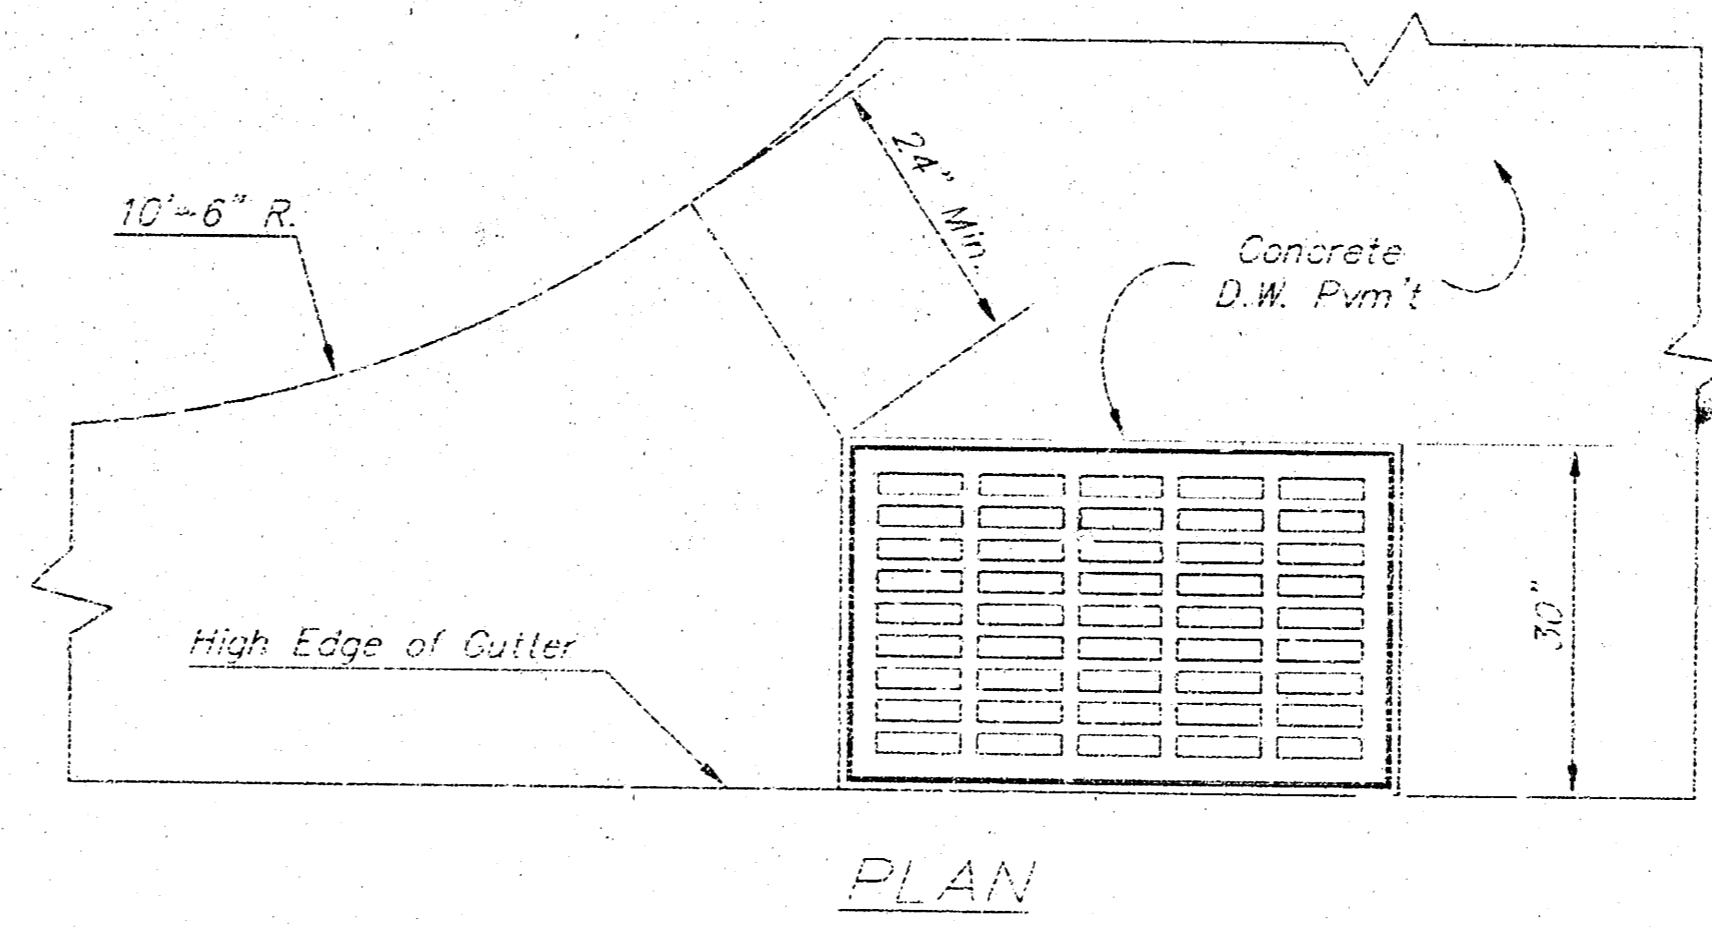 10'-6" R.
24" Min.
Concrete
D.W. Pvm't
High Edge of Gutter
30"
PLAN